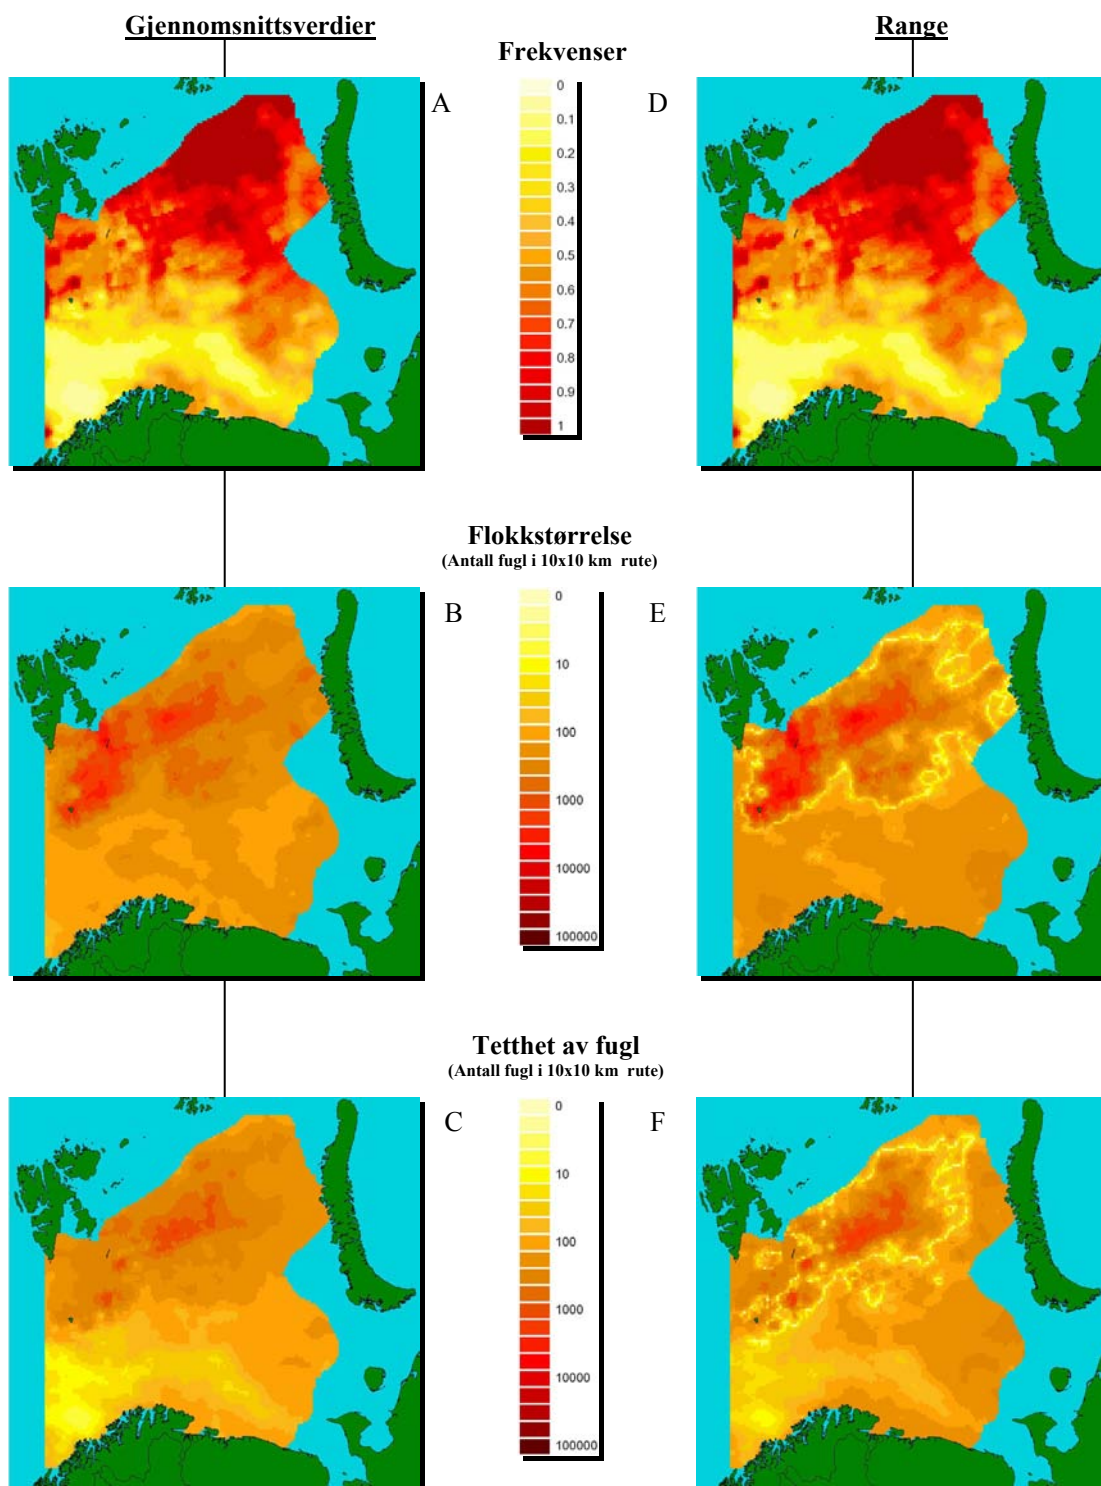 Gjennomsnittsverdier
Range
Frekvenser
A
D
0
0.1
0.2
0.3
0.4
0.5
0.6
0.7
0.8
0.9
1
Flokkstørrelse
(Antall fugl i 10x10 km rute)
B
E
0
10
100
1000
10000
100000
Tetthet av fugl
(Antall fugl i 10x10 km rute)
C
F
0
10
100
1000
10000
100000